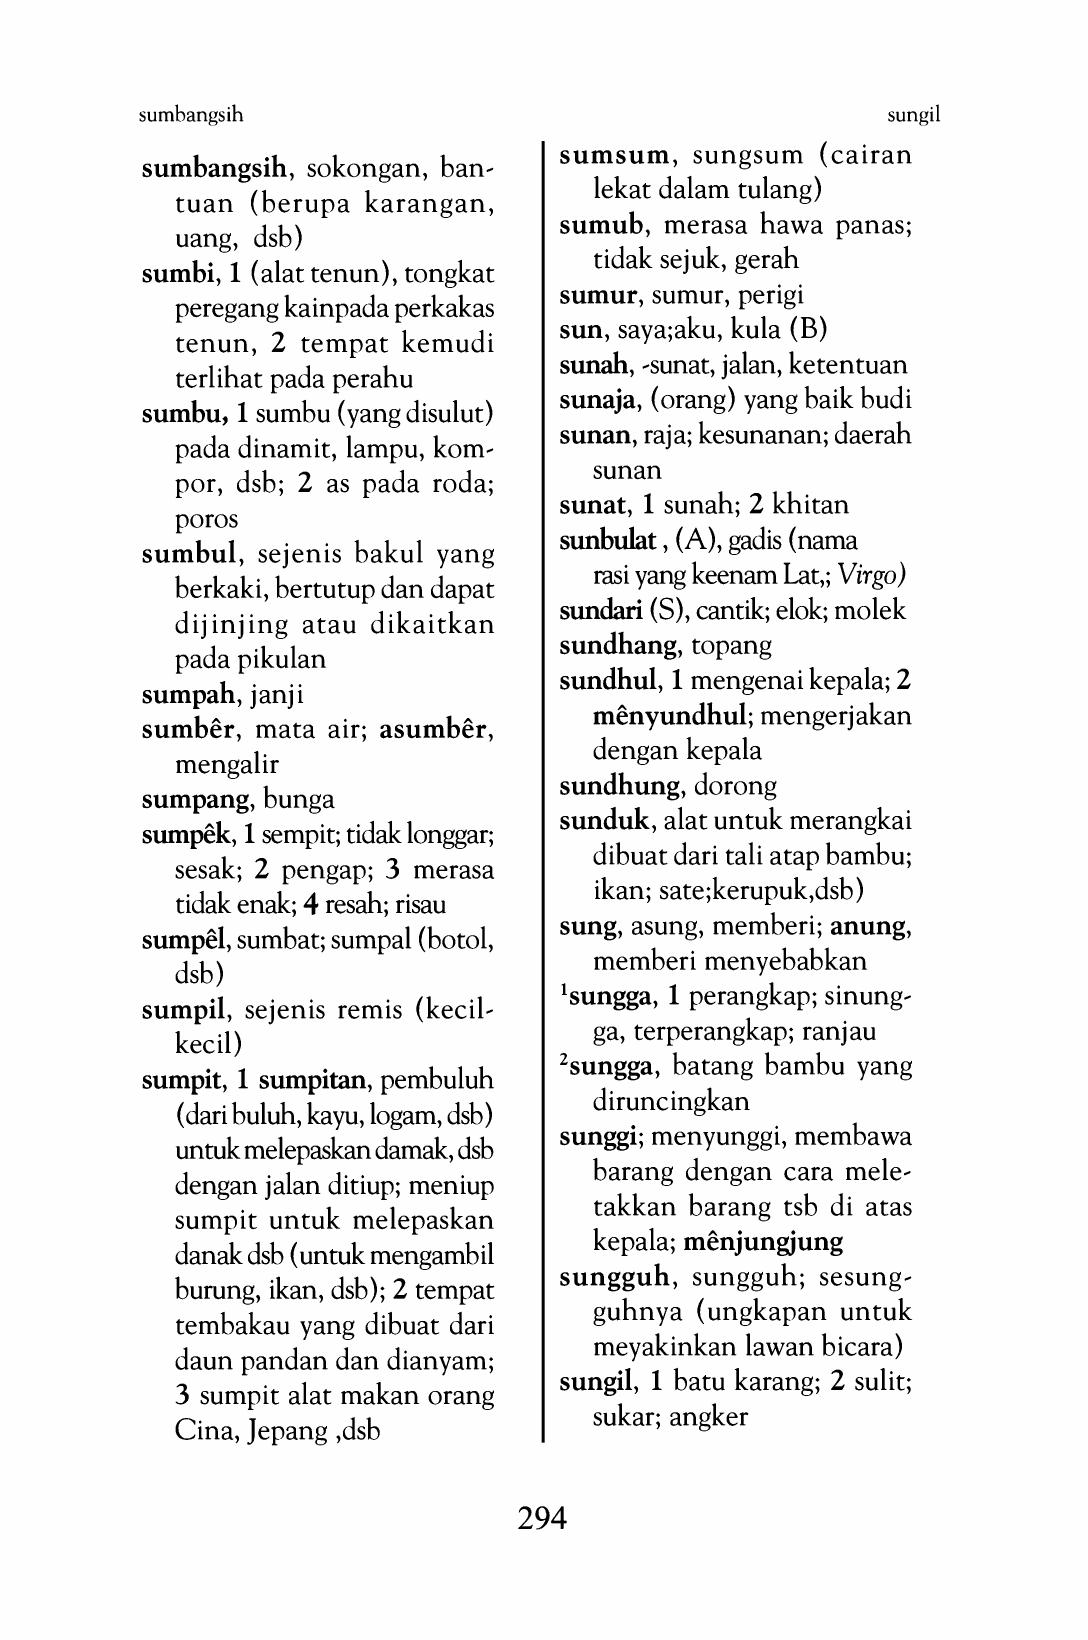 sumbangsih
sungil
sumbangsih, sokongan, ban-
tuan (berupa karangan,
uang, dsb)
sumbi, 1 (alat tenun), tongkat
peregang kainpada perkakas
tenun, 2 tempat kemudi
terlihat pada perahu
sumbu, 1 sumbu (yang disulut)
pada dinamit, lampu, kom-
por, dsb; 2 as pada roda;
poros
sumbul, sejenis bakul yang
berkaki, bertutup dan dapat
dijinjing atau dikaitkan
pada pikulan
sumpah, janji
sumbêr, mata air; asumbêr,
mengalir
sumpang, bunga
sumpêk, 1 sempit; tidak longgar;
sesak; 2 pengap; 3 merasa
tidak enak; 4 resah; risau
sumpêl, sumbat; sumpal (botol,
dsb)
sumpil, sejenis remis (kecil-
kecil)
sumpit, 1 sumpitan, pembuluh
(dari buluh, kayu, logam, dsb)
untuk melepaskan damak, dsb
dengan jalan ditiup; meniup
sumpit untuk melepaskan
danak dsb (untuk mengambil
burung, ikan, dsb); 2 tempat
tembakau yang dibuat dari
daun pandan dan dianyam;
3 sumpit alat makan orang
Cina, Jepang ,dsb
sumsum, sungsum (cairan
lekat dalam tulang)
sumub, merasa hawa panas;
tidak sejuk, gerah
sumur, sumur, perigi
sun, saya;aku, kula (B)
sunah, -sunat, jalan, ketentuan
sunaja, (orang) yang baik budi
sunan, raja; kesunanan; daerah
sunan
sunat, 1 sunah; 2 khitan
sunbulat , (A), gadis (nama
rasi yang keenam Lat,; Virgo)
sundari (S), cantik; elok; molek
sundhang, topang
sundhul, 1 mengenai kepala; 2
mênyundhul; mengerjakan
dengan kepala
sundhung, dorong
sunduk, alat untuk merangkai
dibuat dari tali atap bambu;
ikan; sate;kerupuk,dsb)
sung, asung, memberi; anung,
memberi menyebabkan
¹sungga, 1 perangkap; sinung-
ga, terperangkap; ranjau
²sungga, batang bambu yang
diruncingkan
sunggi; menyunggi, membawa
barang dengan cara mele-
takkan barang tsb di atas
kepala; mênjungjung
sungguh, sungguh; sesung-
guhnya (ungkapan untuk
meyakinkan lawan bicara)
sungil, 1 batu karang; 2 sulit;
sukar; angker
294